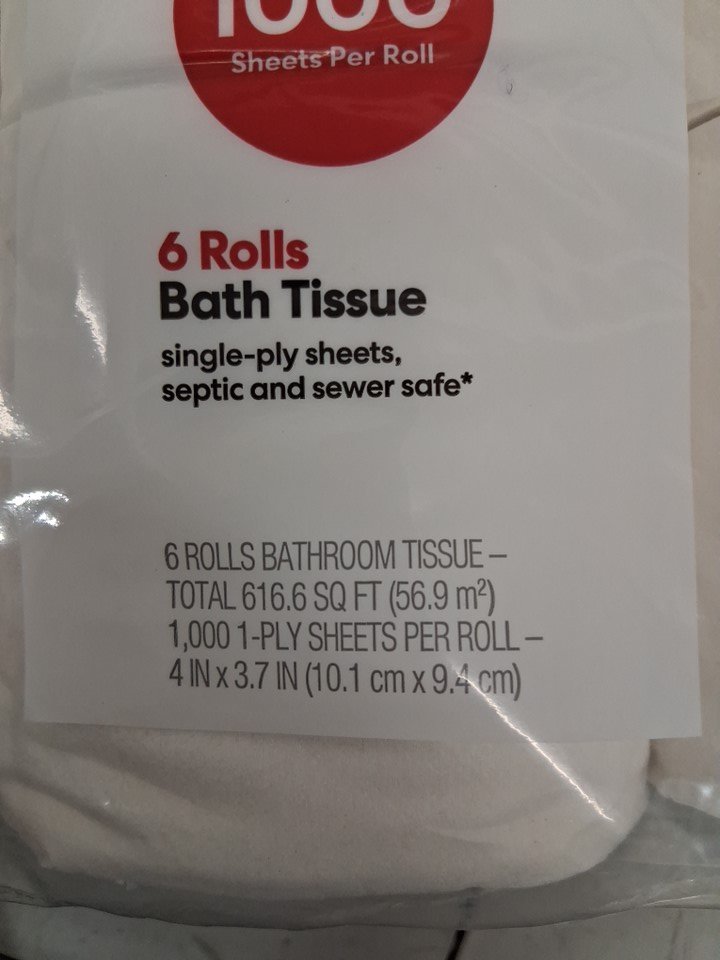 1000
Sheets Per Roll
6 Rolls
Bath Tissue
single-ply sheets,
septic and sewer safe*
6 ROLLS BATHROOM TISSUE –
TOTAL 616.6 SQ FT (56.9 m²)
1,000 1-PLY SHEETS PER ROLL –
4 IN x 3.7 IN (10.1 cm x 9.4 cm)